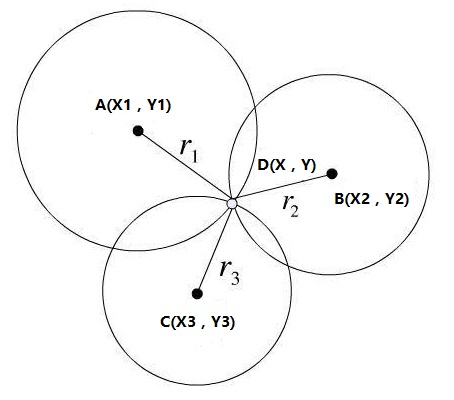 A(X1，Y1)
r1
D(X，Y)
B(X2，Y2)
r2
r3
C(X3，Y3)